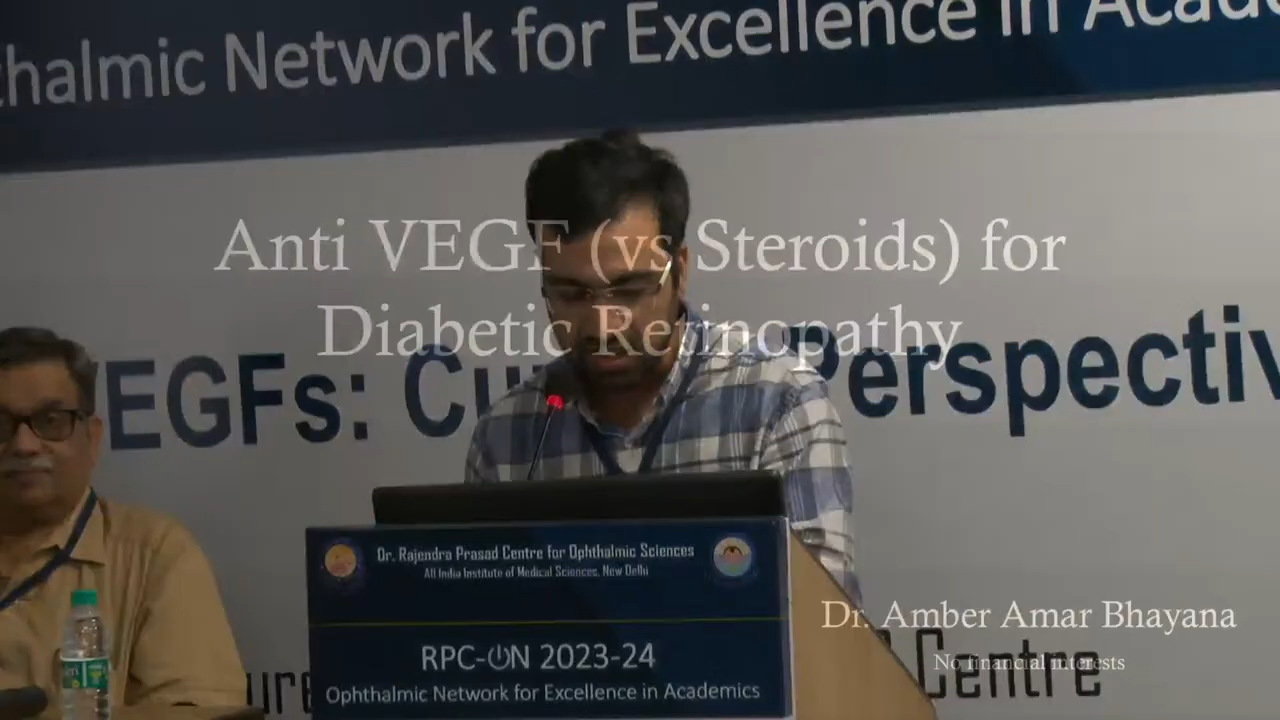 thalmic Network for Excellence in Acad
Anti VEGF (vs Steroids) for
Diabetic Retinopathy
EGFs: Cu Perspectiv
Dr. Rajendra Prasad Centre for Ophthalmic Sciences
All India Institute of Medical Sciences, New Delhi
Dr. Amber Amar Bhayana
RPC-ON 2023-24
No financial interests
Centre
Ophthalmic Network for Excellence in Academics